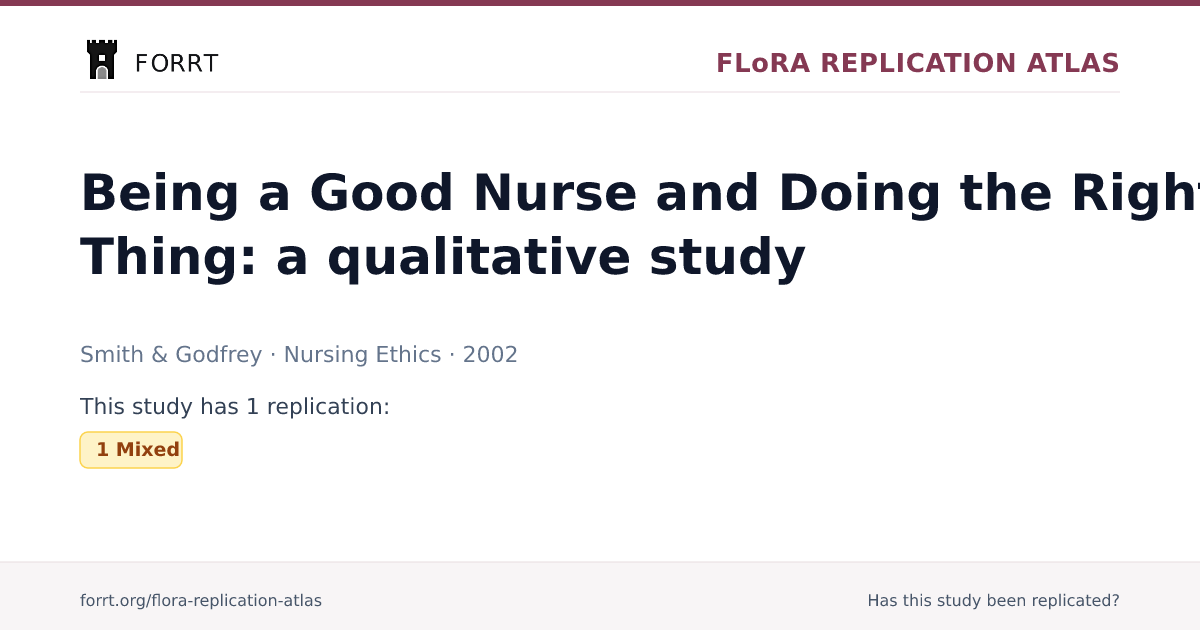 FORRT
FLoRA REPLICATION ATLAS
Being a Good Nurse and Doing the Right
Thing: a qualitative study
Smith & Godfrey · Nursing Ethics · 2002
This study has 1 replication:
1 Mixed
forrt.org/flora-replication-atlas
Has this study been replicated?